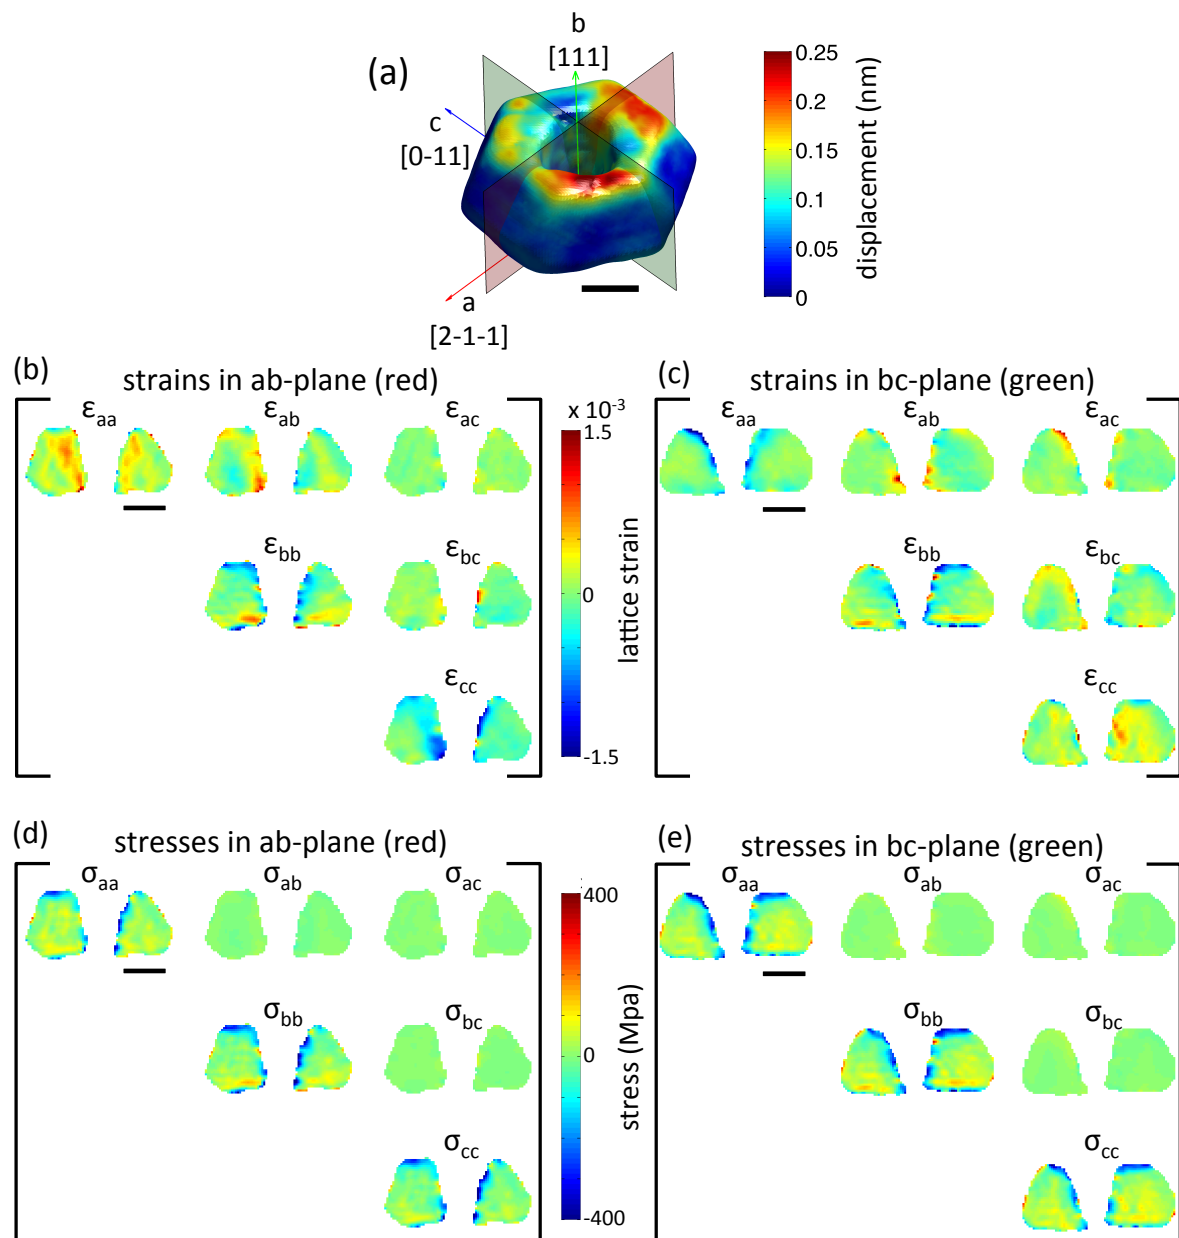 (a)
b
[111]
c
[0-11]
a
[2-1-1]
0.25
0.2
0.15
0.1
0.05
0
displacement (nm)
(b)
strains in ab-plane (red)
εaa
εab
εac
εbb
εbc
εcc
x 10-3
1.5
0
-1.5
lattice strain
(c)
strains in bc-plane (green)
εaa
εab
εac
εbb
εbc
εcc
(d)
stresses in ab-plane (red)
σaa
σab
σac
σbb
σbc
σcc
400
0
-400
stress (Mpa)
(e)
stresses in bc-plane (green)
σaa
σab
σac
σbb
σbc
σcc